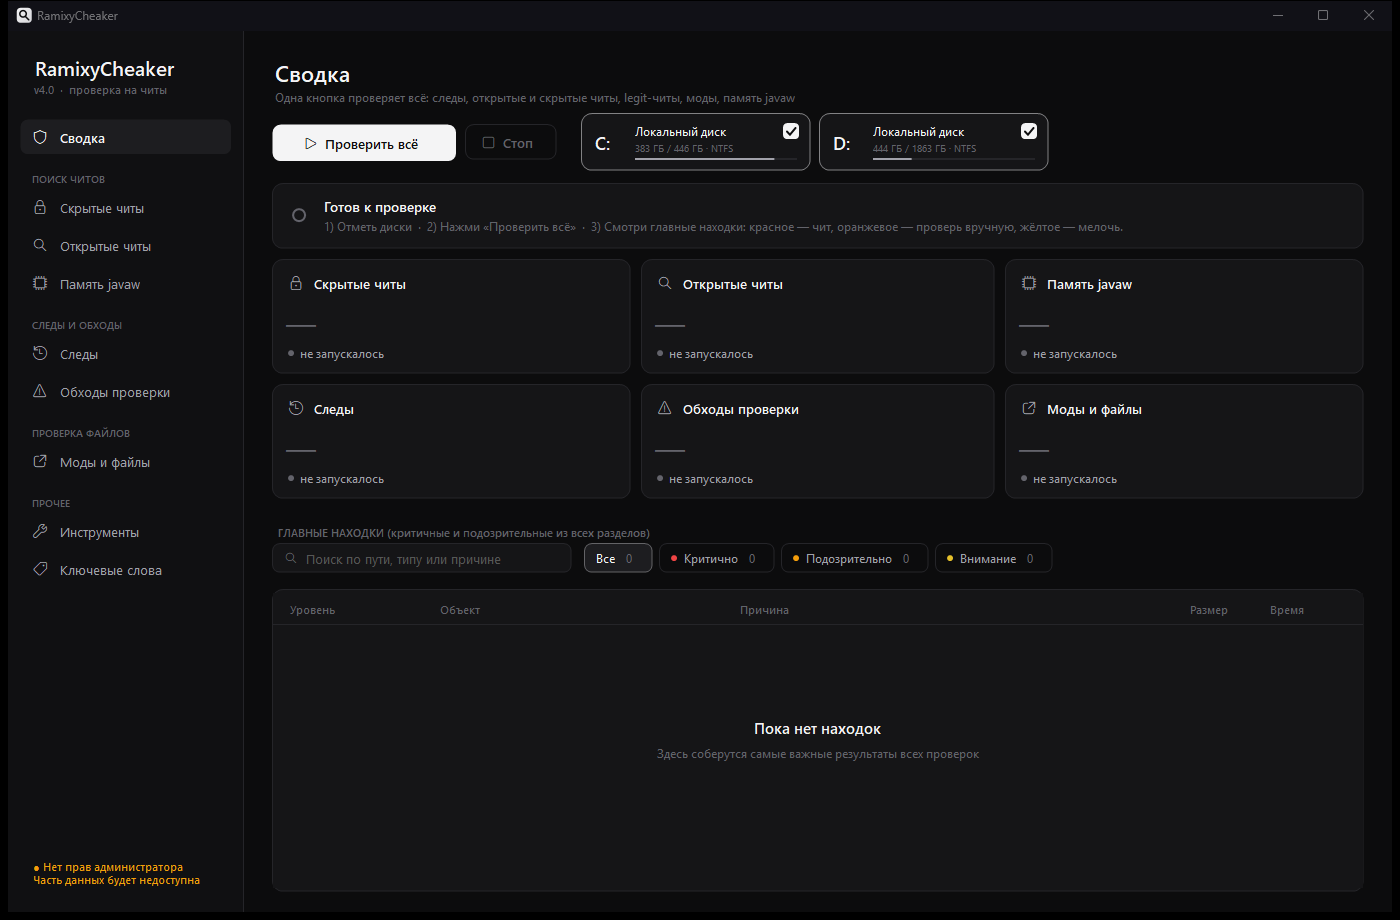 RamixyCheaker
RamixyCheaker
v4.0 · проверка на читы
Сводка
ПОИСК ЧИТОВ
Скрытые читы
Открытые читы
Память javaw
СЛЕДЫ И ОБХОДЫ
Следы
Обходы проверки
ПРОВЕРКА ФАЙЛОВ
Моды и файлы
ПРОЧЕЕ
Инструменты
Ключевые слова
● Нет прав администратора
Часть данных будет недоступна
Сводка
Одна кнопка проверяет всё: следы, открытые и скрытые читы, legit-читы, моды, память javaw
Проверить всё
Стоп
C:
Локальный диск
383 ГБ / 446 ГБ · NTFS
D:
Локальный диск
444 ГБ / 1863 ГБ · NTFS
Готов к проверке
1) Отметь диски · 2) Нажми «Проверить всё» · 3) Смотри главные находки: красное — чит, оранжевое — проверь вручную, жёлтое — мелочь.
Скрытые читы
—
не запускалось
Открытые читы
—
не запускалось
Память javaw
—
не запускалось
Следы
—
не запускалось
Обходы проверки
—
не запускалось
Моды и файлы
—
не запускалось
ГЛАВНЫЕ НАХОДКИ (критичные и подозрительные из всех разделов)
Поиск по пути, типу или причине
Все 0
Критично 0
Подозрительно 0
Внимание 0
Уровень Объект Причина Размер Время
Пока нет находок
Здесь соберутся самые важные результаты всех проверок